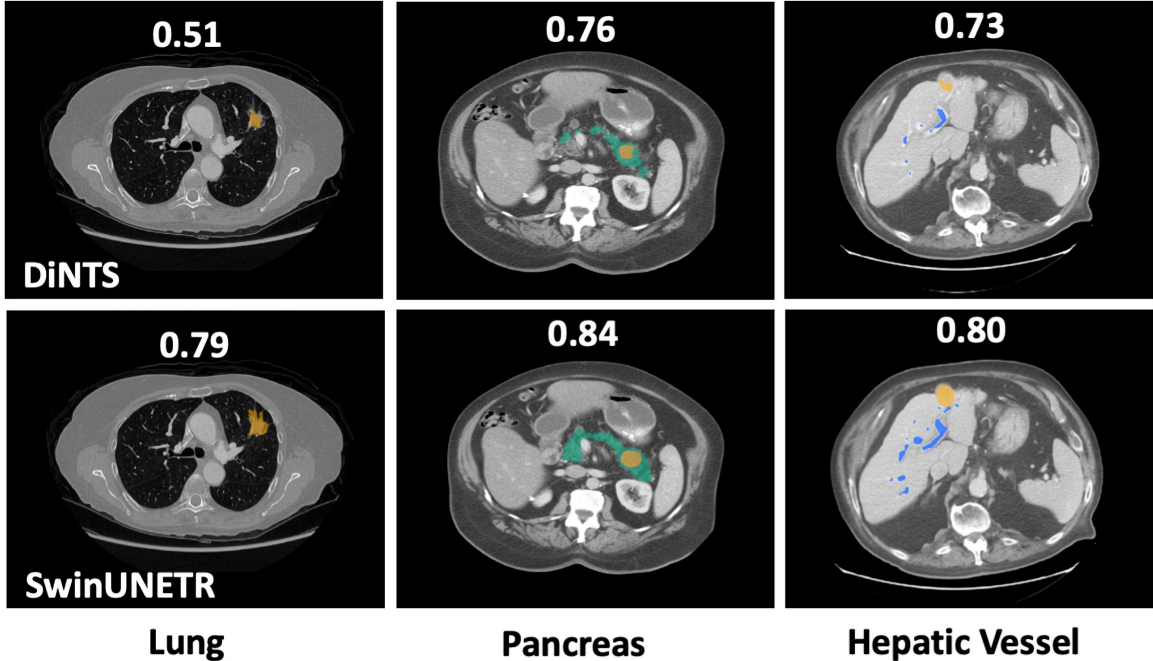 0.51
0.76
0.73
DiNTS
0.79
0.84
0.80
SwinUNETR
Lung
Pancreas
Hepatic Vessel